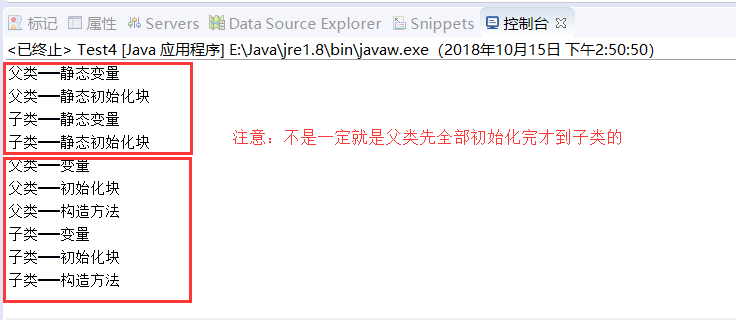 标记 属性 Servers Data Source Explorer Snippets 控制台
<已终止> Test4 [Java 应用程序] E:\Java\jre1.8\bin\javaw.exe（2018年10月15日 下午2:50:50）
父类——静态变量
父类——静态初始化块
子类——静态变量
子类——静态初始化块
注意：不是一定就是父类先全部初始化完才到子类的
父类——变量
父类——初始化块
父类——构造方法
子类——变量
子类——初始化块
子类——构造方法